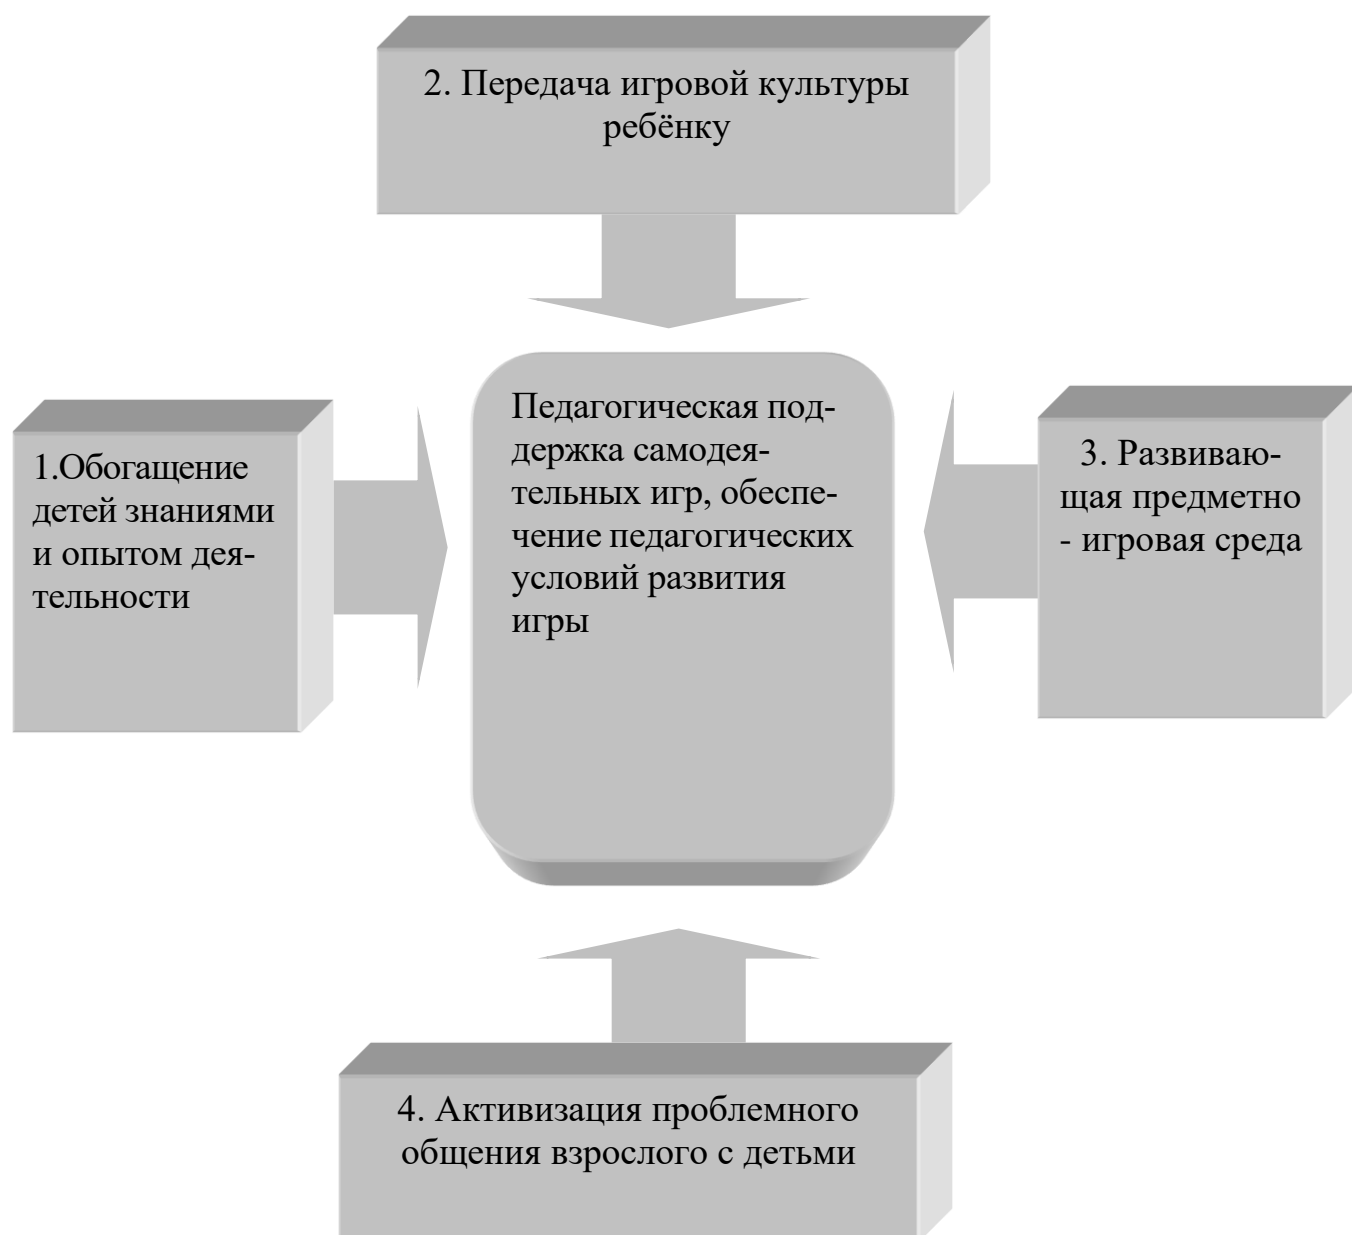 2. Передача игровой культуры
ребёнку
1.Обогащение
детей знаниями
и опытом дея-
тельности
Педагогическая под-
держка самодея-
тельных игр, обеспе-
чение педагогических
условий развития
игры
3. Развиваю-
щая предметно
- игровая среда
4. Активизация проблемного
общения взрослого с детьми